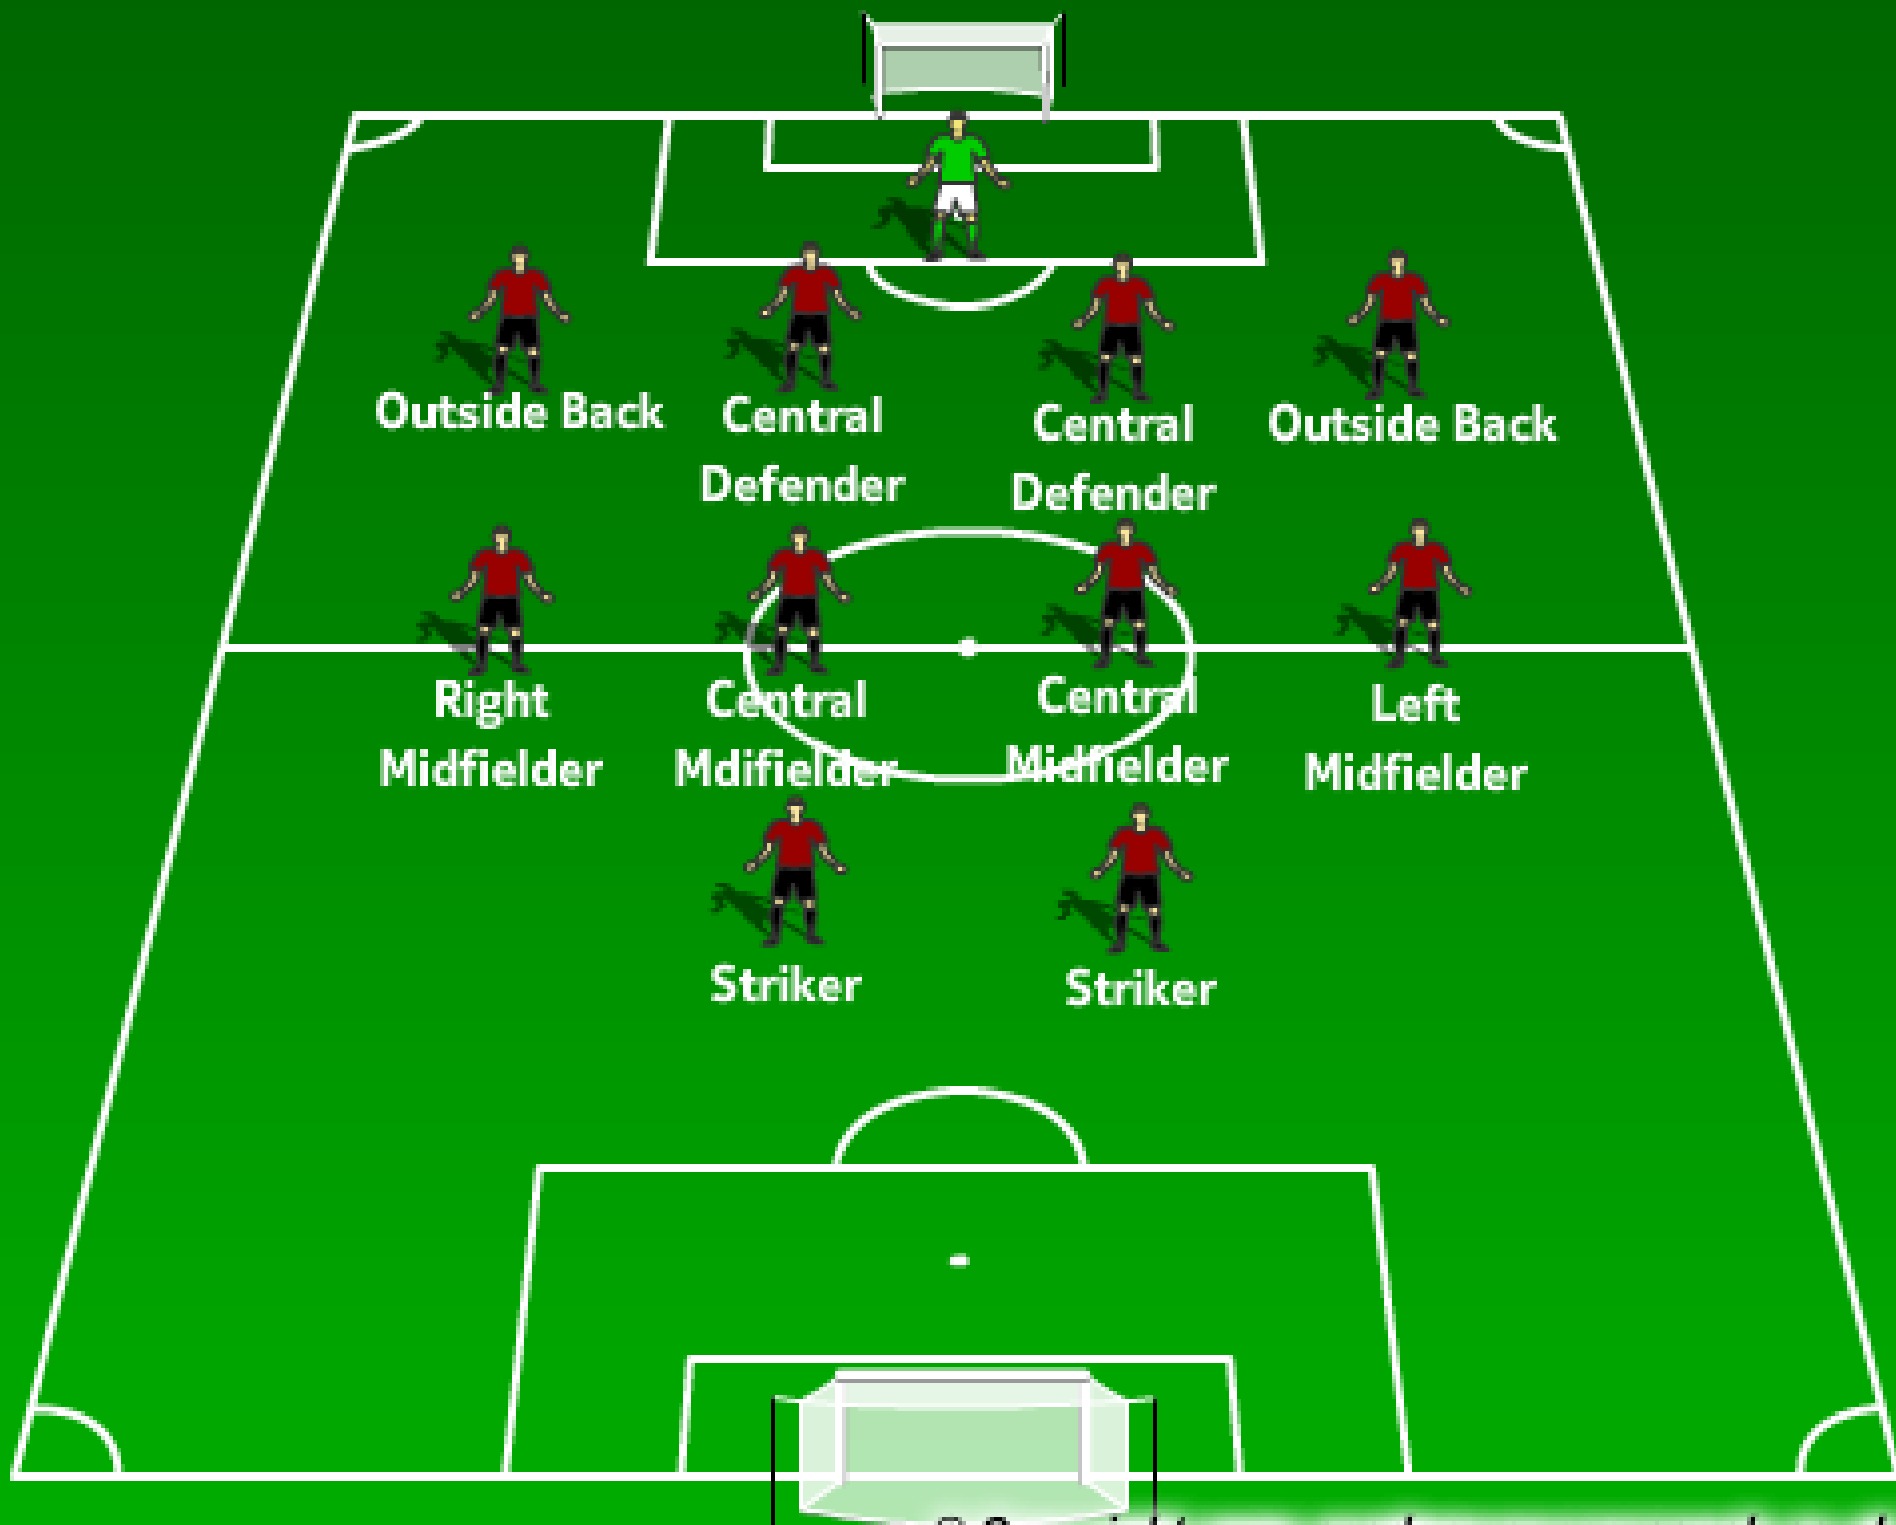 Outside Back
Central
Defender
Central
Defender
Outside Back
Right
Midfielder
Central
Mdifielder
Central
Midfielder
Left
Midfielder
Striker
Striker